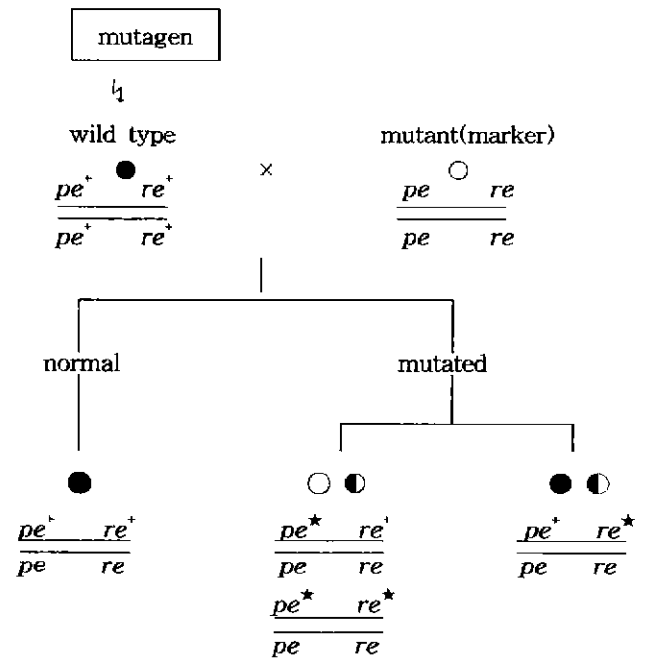 mutagen
wild type mutant(marker)
pe⁺ re⁺ × pe re
pe⁺ re⁺ pe re
normal mutated
pe⁺ re⁺ pe★ re⁺ pe⁺ re★
pe re pe re pe re
pe★ re★
pe re